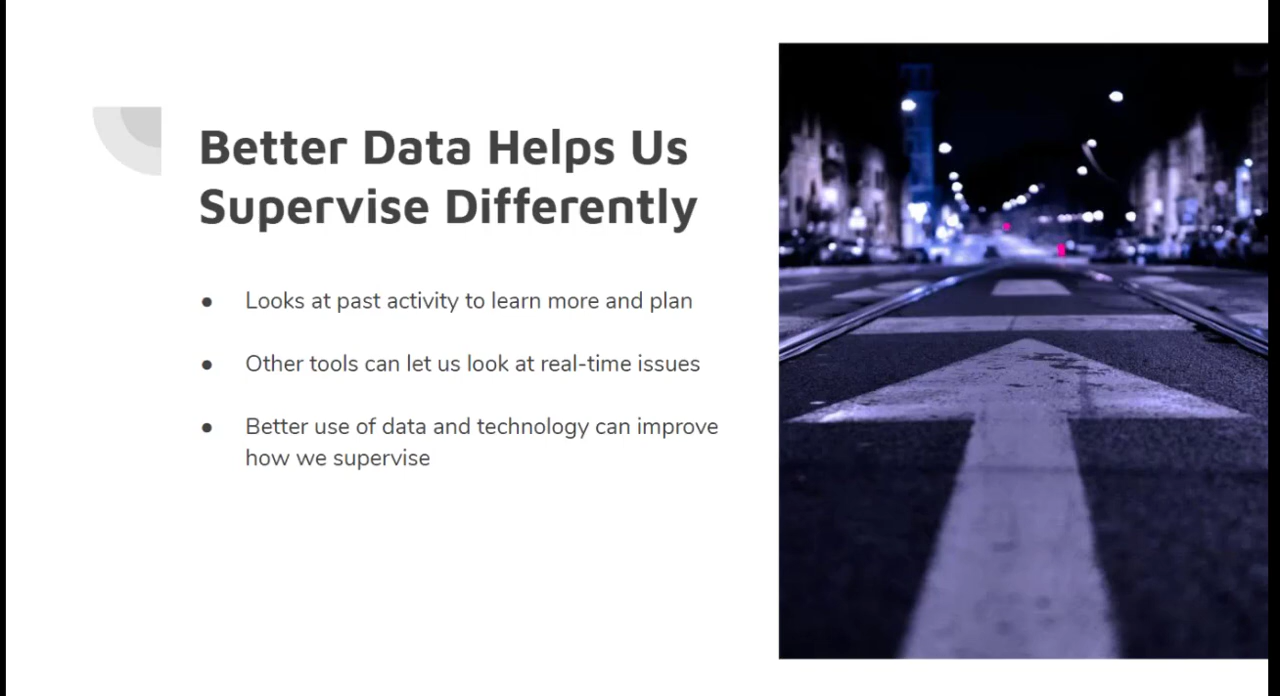 Better Data Helps Us
Supervise Differently
● Looks at past activity to learn more and plan
● Other tools can let us look at real-time issues
● Better use of data and technology can improve
how we supervise